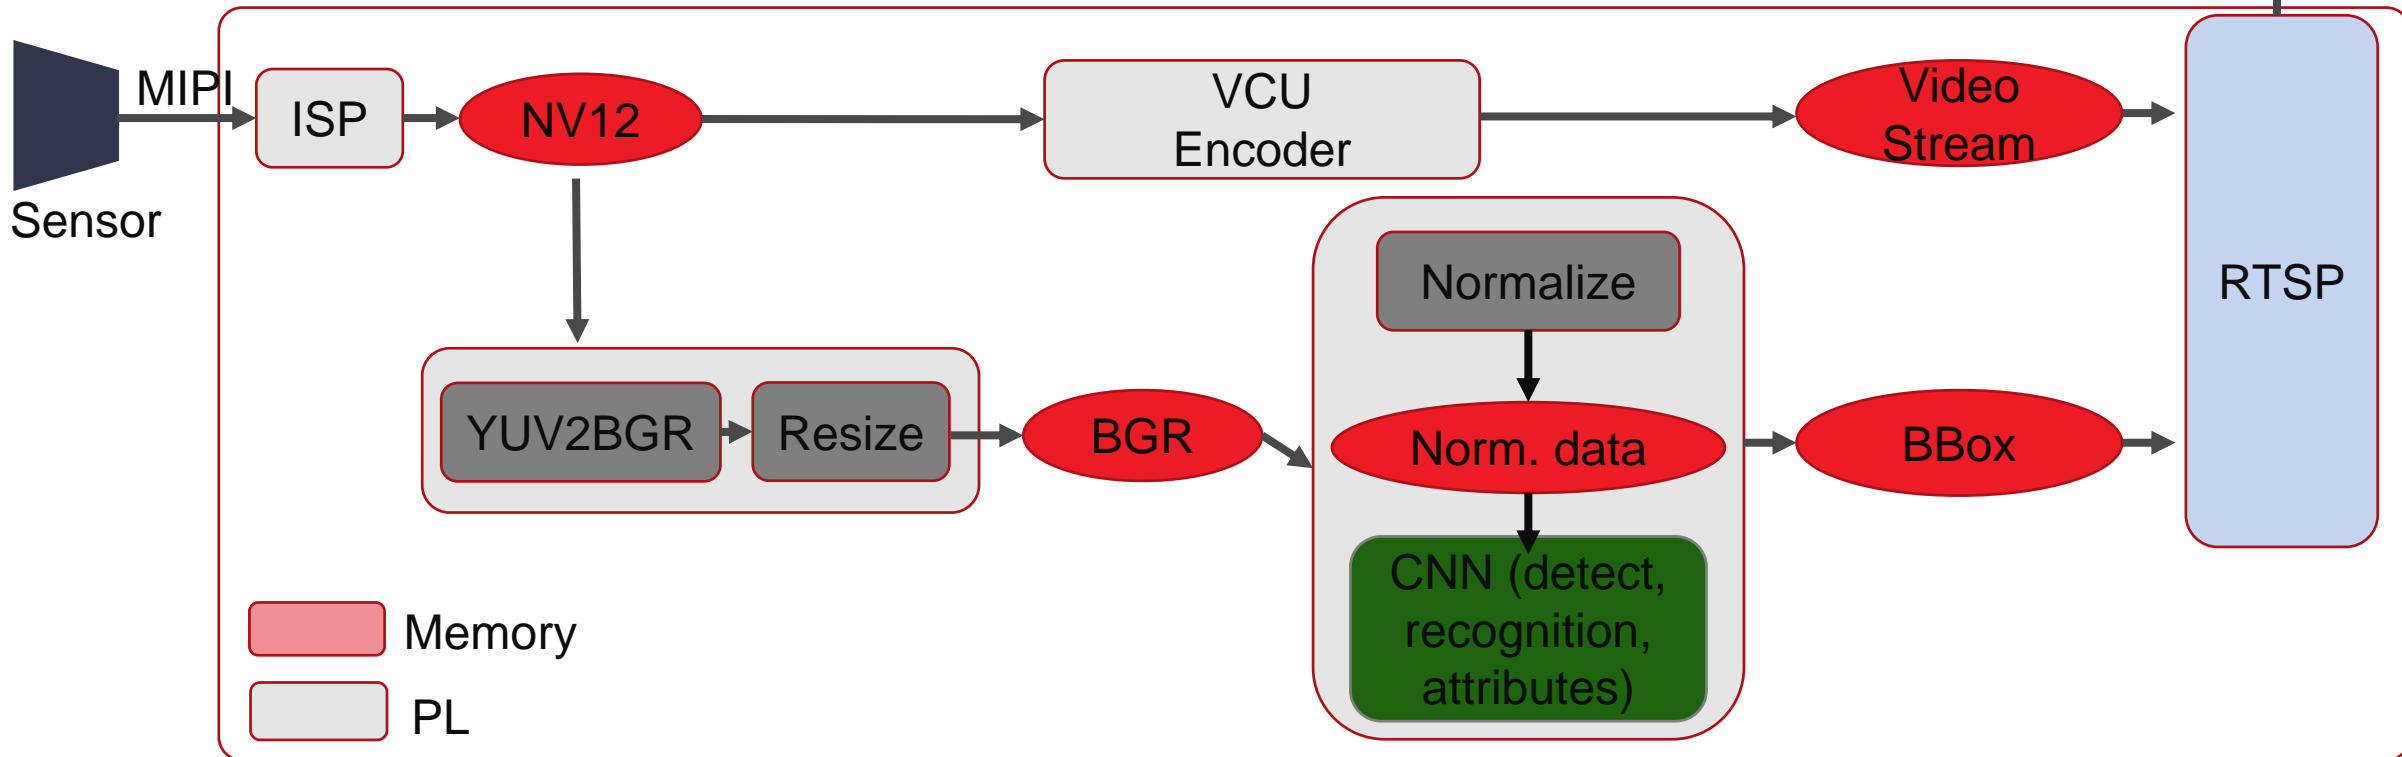 MIPI
ISP
NV12
VCU
Encoder
Video
Stream
Sensor
Normalize
RTSP
YUV2BGR
Resize
BGR
Norm. data
BBox
CNN (detect,
recognition,
attributes)
Memory
PL